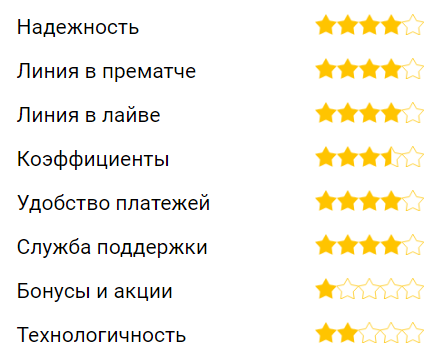 Надежность
Линия в прематче
Линия в лайве
Коэффициенты
Удобство платежей
Служба поддержки
Бонусы и акции
Технологичность